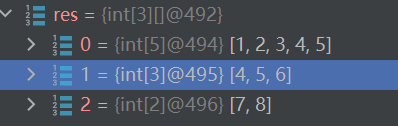 res = {int[3][]@492}
0 = {int[5]@494} [1, 2, 3, 4, 5]
1 = {int[3]@495} [4, 5, 6]
2 = {int[2]@496} [7, 8]